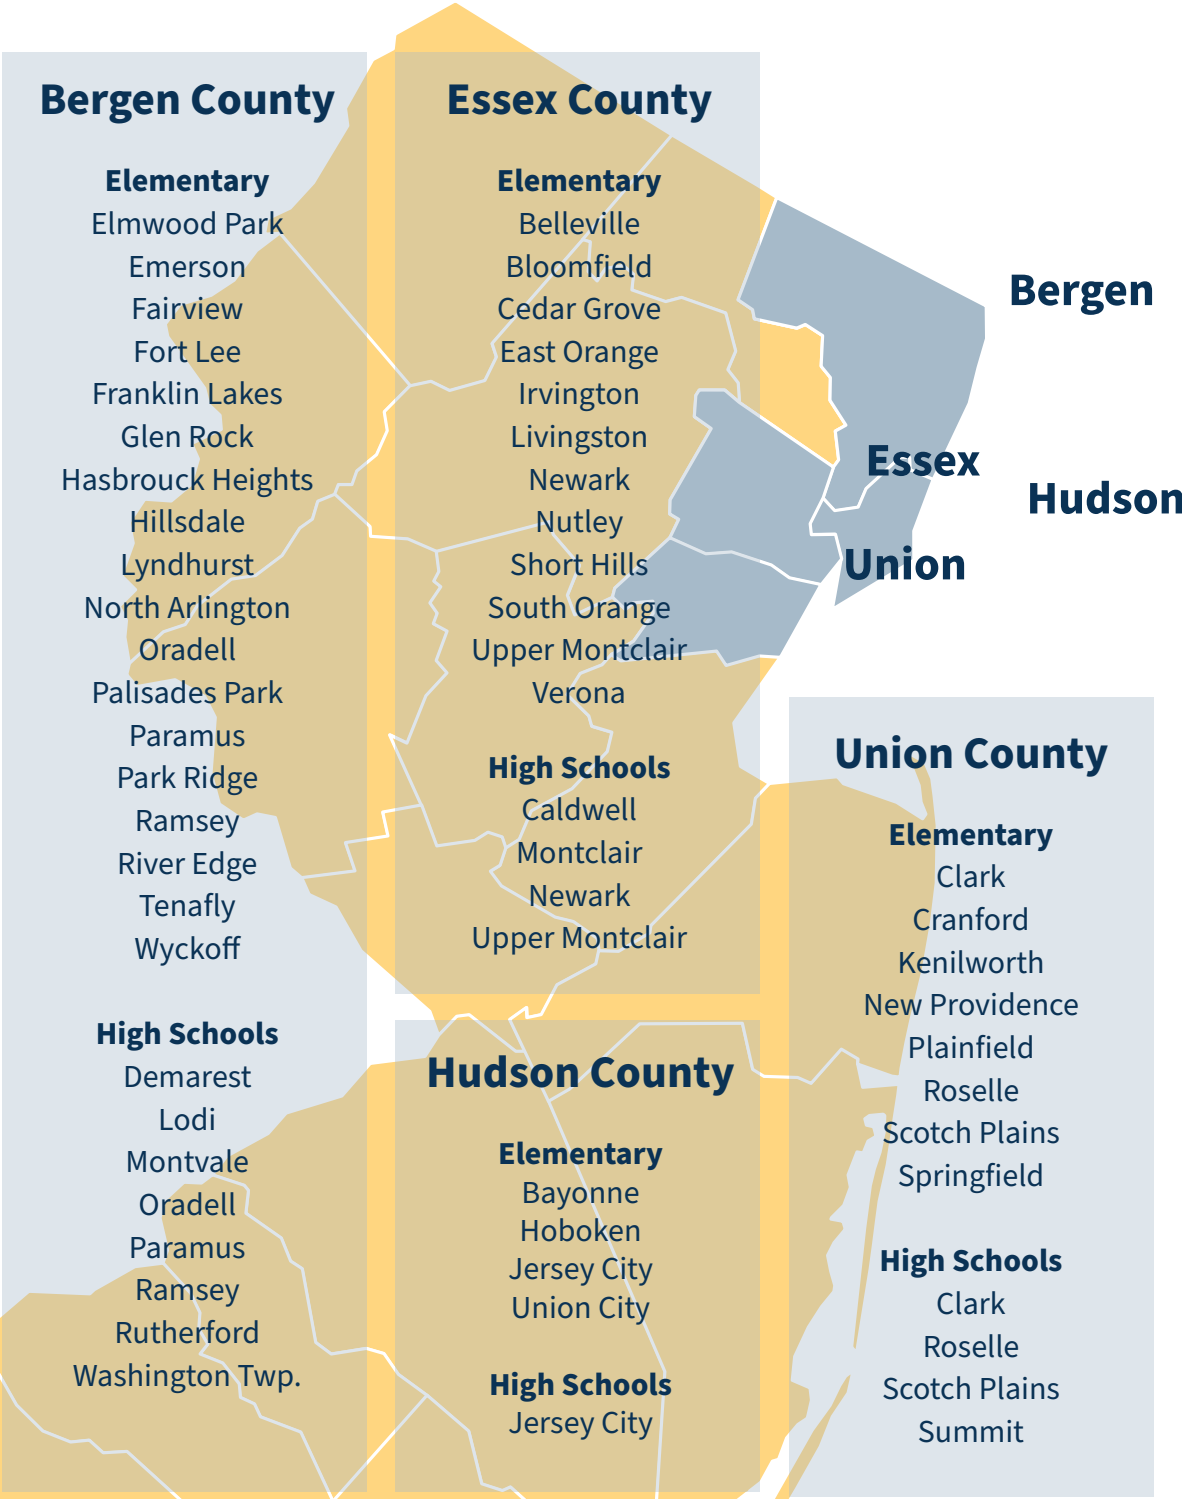 Bergen County
Elementary
Elmwood Park
Emerson
Fairview
Fort Lee
Franklin Lakes
Glen Rock
Hasbrouck Heights
Hillsdale
Lyndhurst
North Arlington
Oradell
Palisades Park
Paramus
Park Ridge
Ramsey
River Edge
Tenafly
Wyckoff
High Schools
Demarest
Lodi
Montvale
Oradell
Paramus
Ramsey
Rutherford
Washington Twp.
Essex County
Elementary
Belleville
Bloomfield
Cedar Grove
East Orange
Irvington
Livingston
Newark
Nutley
Short Hills
South Orange
Upper Montclair
Verona
High Schools
Caldwell
Montclair
Newark
Upper Montclair
Hudson County
Elementary
Bayonne
Hoboken
Jersey City
Union City
High Schools
Jersey City
Bergen
Essex
Hudson
Union
Union County
Elementary
Clark
Cranford
Kenilworth
New Providence
Plainfield
Roselle
Scotch Plains
Springfield
High Schools
Clark
Roselle
Scotch Plains
Summit